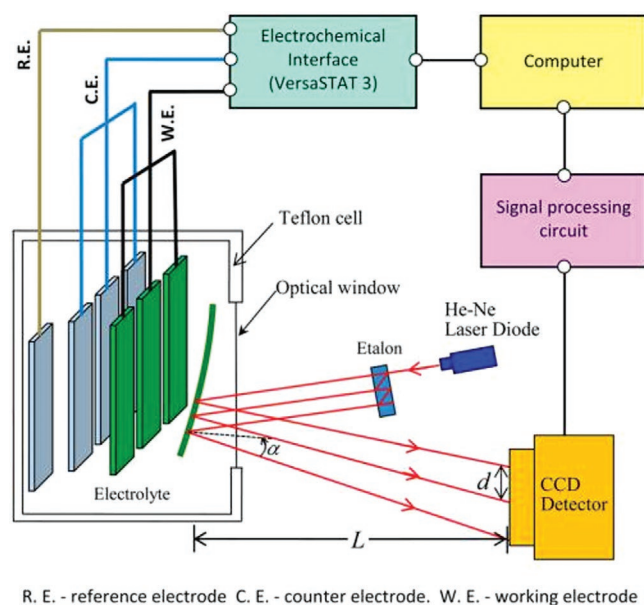 R.E.
C.E.
W.E.
Electrochemical
Interface
(VersaSTAT 3)
Computer
Signal processing
circuit
Teflon cell
Optical window
He-Ne
Laser Diode
Etalon
α
Electrolyte
d
CCD
Detector
L
R. E. - reference electrode C. E. - counter electrode. W. E. - working electrode